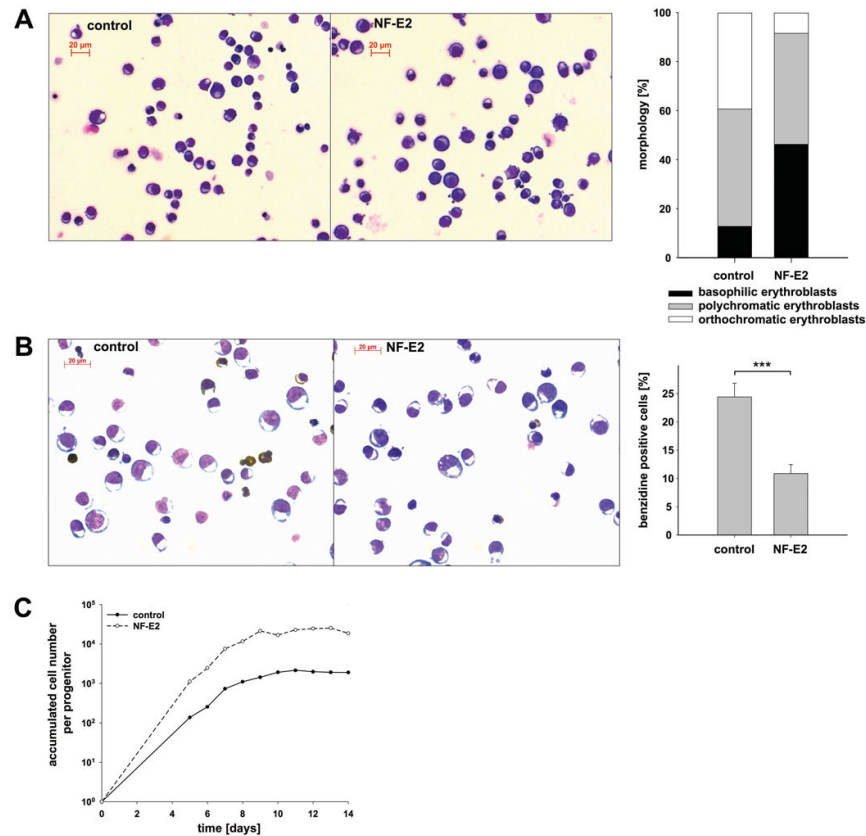 A
control
20 µm
NF-E2
20 µm
morphology [%]
100
80
60
40
20
0
control NF-E2
basophilic erythroblasts
polychromatic erythroblasts
orthochromatic erythroblasts
B
control
20 µm
NF-E2
20 µm
benzidine positive cells [%]
25
20
15
10
5
0
***
control NF-E2
C
accumulated cell number
per progenitor
10⁵
10⁴
10³
10²
10¹
10⁰
control
NF-E2
0 2 4 6 8 10 12 14
time [days]